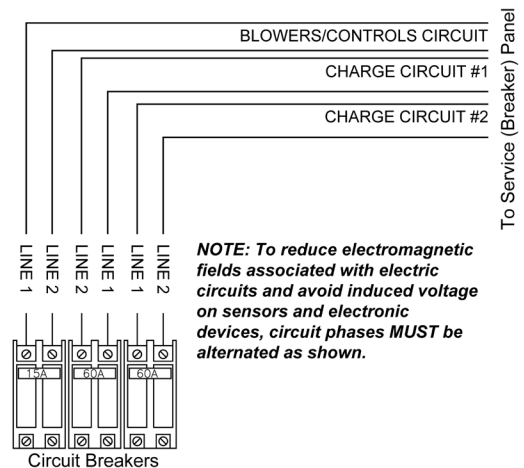 BLOWERS/CONTROLS CIRCUIT
CHARGE CIRCUIT #1
CHARGE CIRCUIT #2
To Service (Breaker) Panel
LINE 1
LINE 2
LINE 2
LINE 1
LINE 1
LINE 2
NOTE: To reduce electromagnetic
fields associated with electric
circuits and avoid induced voltage
on sensors and electronic
devices, circuit phases MUST be
alternated as shown.
15A
60A
60A
Circuit Breakers